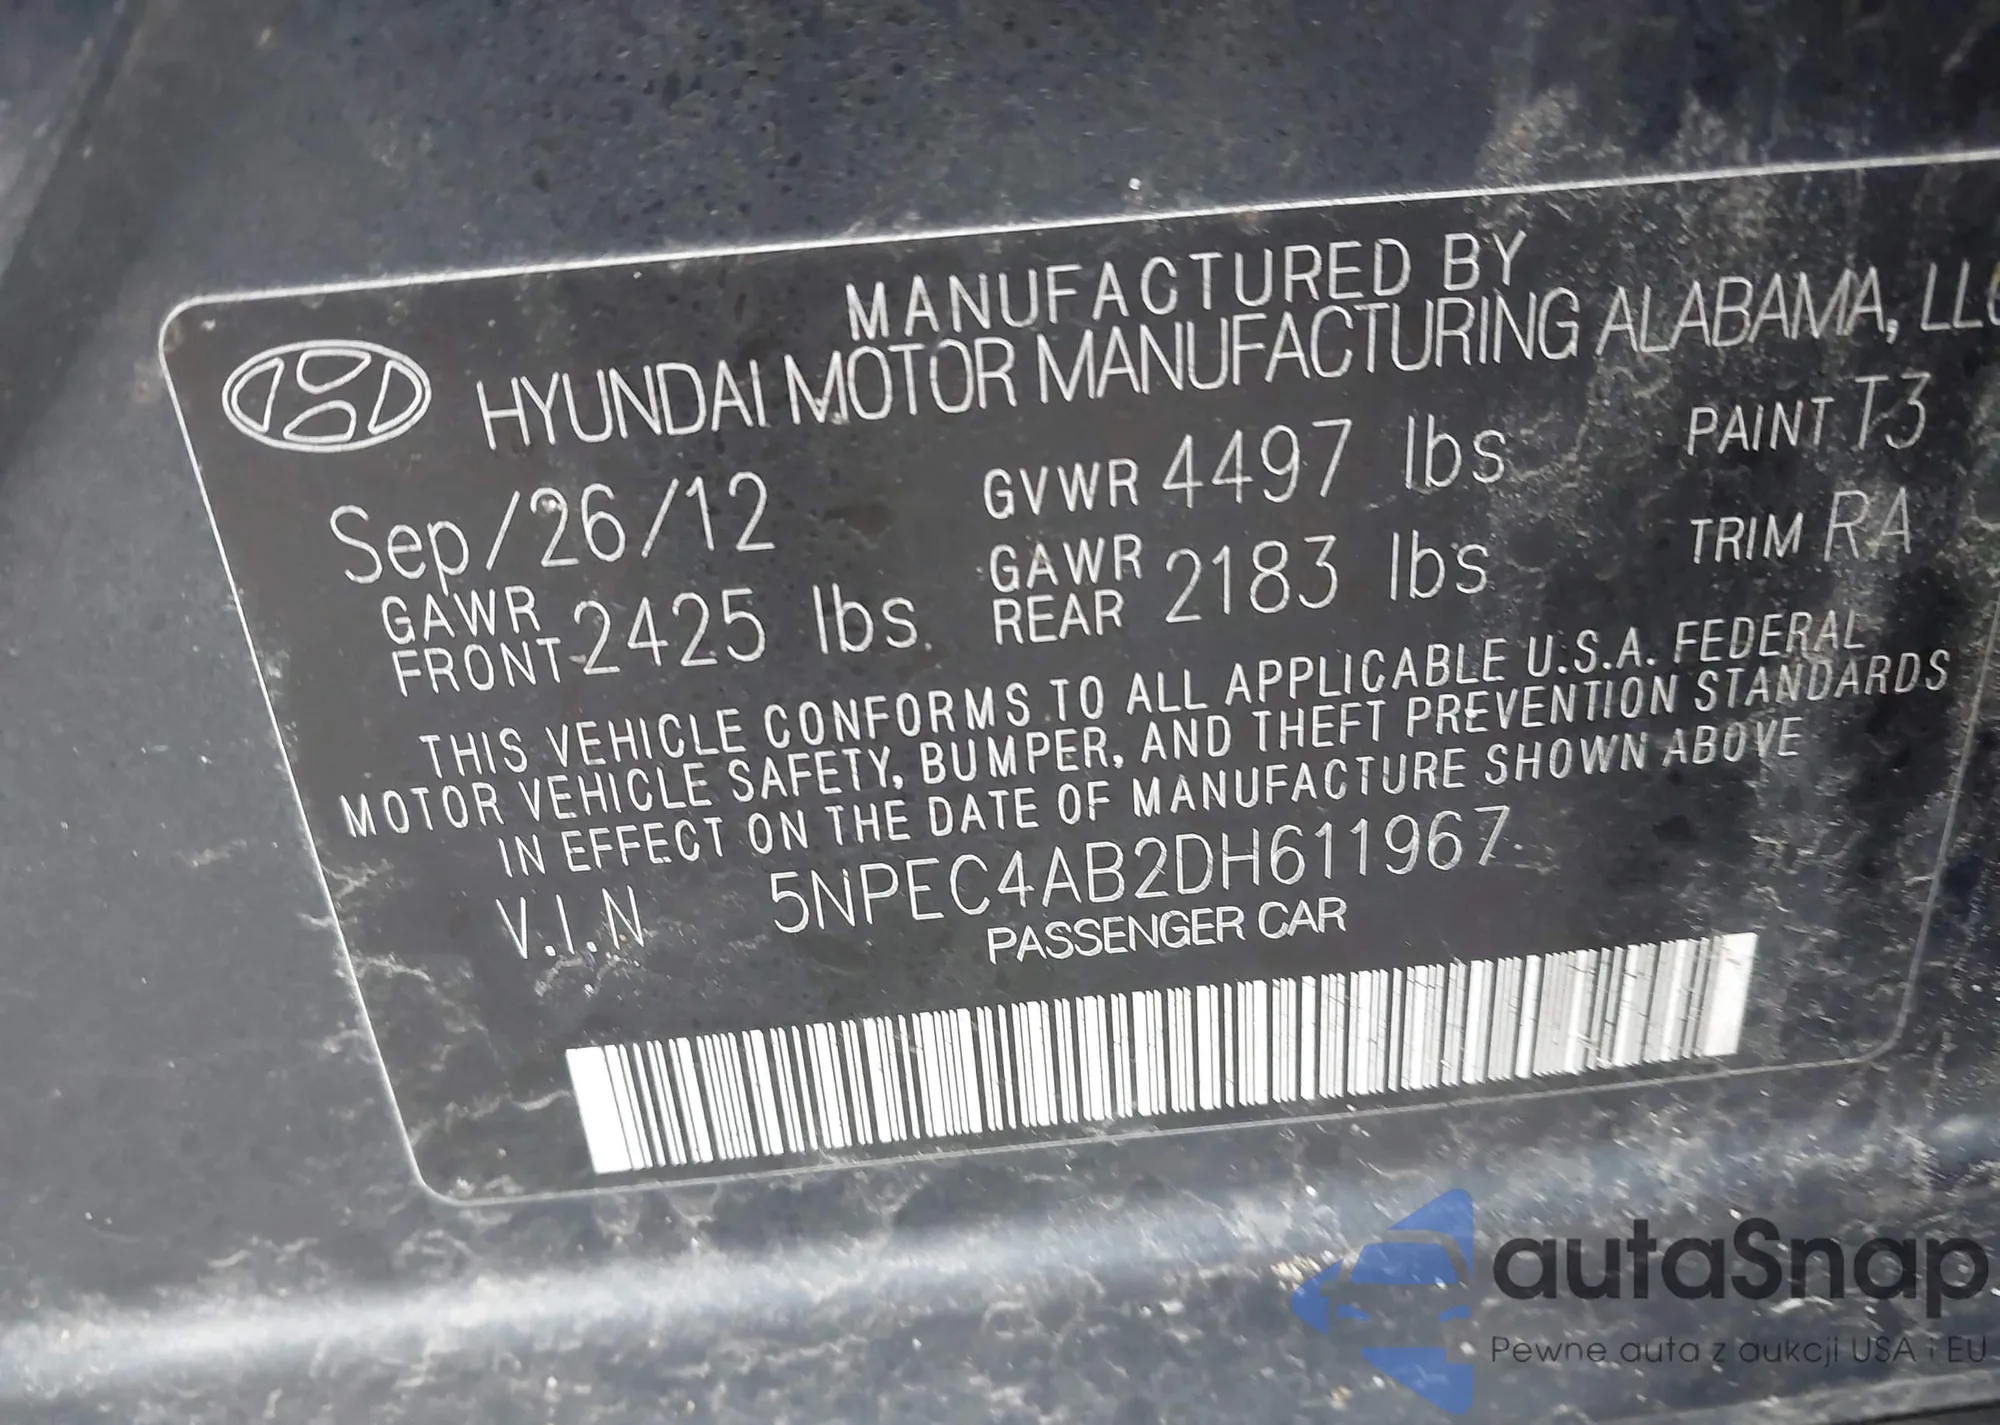 MANUFACTURED BY
HYUNDAI MOTOR MANUFACTURING ALABAMA, LLC
Sep/26/12 GVWR 4497 lbs PAINT T3
GAWR FRONT 2425 lbs. GAWR REAR 2183 lbs TRIM RA
THIS VEHICLE CONFORMS TO ALL APPLICABLE U.S.A. FEDERAL
MOTOR VEHICLE SAFETY, BUMPER, AND THEFT PREVENTION STANDARDS
IN EFFECT ON THE DATE OF MANUFACTURE SHOWN ABOVE
V.I.N 5NPEC4AB2DH611967
PASSENGER CAR
autaSnap
Pewne auta z aukcji USA i EU